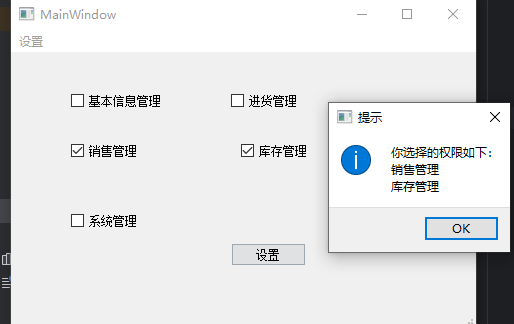 MainWindow
设置
基本信息管理
进货管理
销售管理
库存管理
系统管理
设置
提示
你选择的权限如下：
销售管理
库存管理
OK